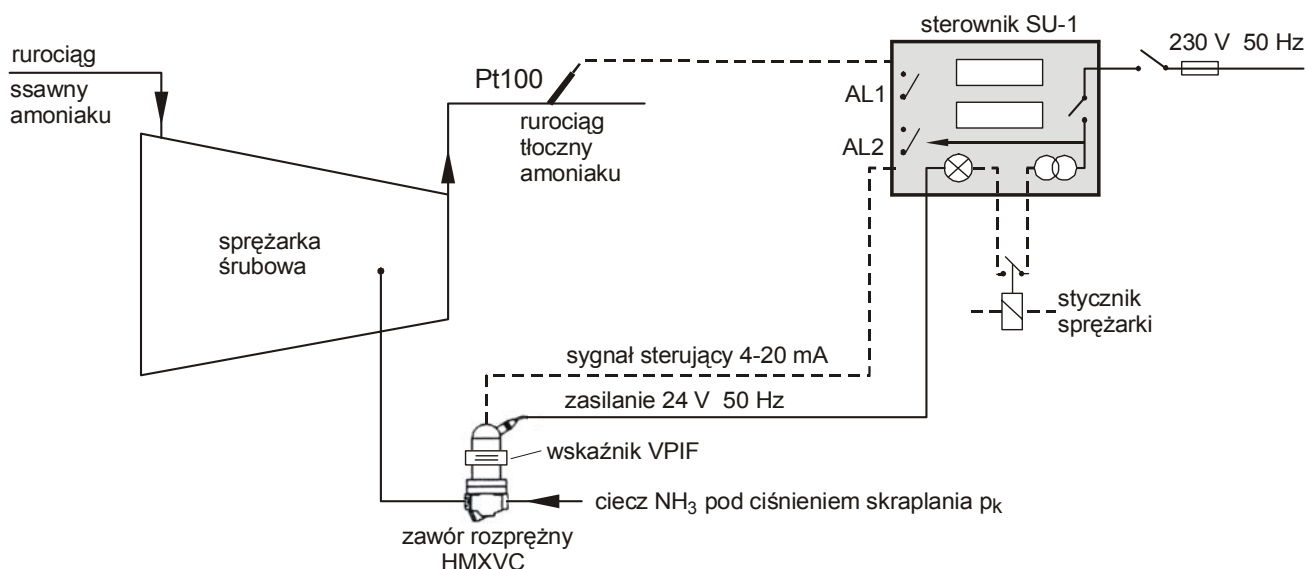 sterownik SU-1
230 V 50 Hz
rurociąg
ssawny
amoniaku
Pt100
rurociąg
tłoczny
amoniaku
AL1
AL2
sprężarka
śrubowa
stycznik
sprężarki
sygnał sterujący 4-20 mA
zasilanie 24 V 50 Hz
wskaźnik VPIF
ciecz NH₃ pod ciśnieniem skraplania pₖ
zawór rozprężny
HMXVC